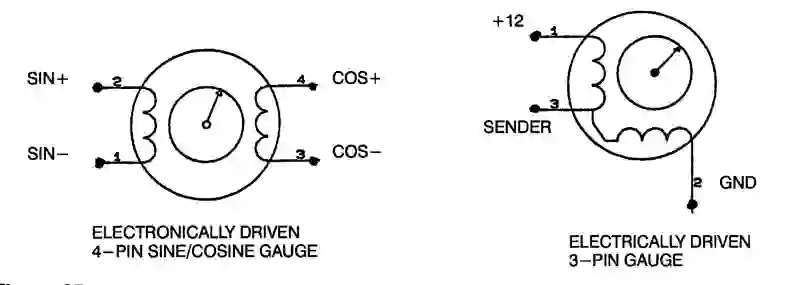 SIN+
2
SIN−
1
4
COS+
3
COS−
ELECTRONICALLY DRIVEN
4−PIN SINE/COSINE GAUGE
+12
1
3
SENDER
2
GND
ELECTRICALLY DRIVEN
3−PIN GAUGE